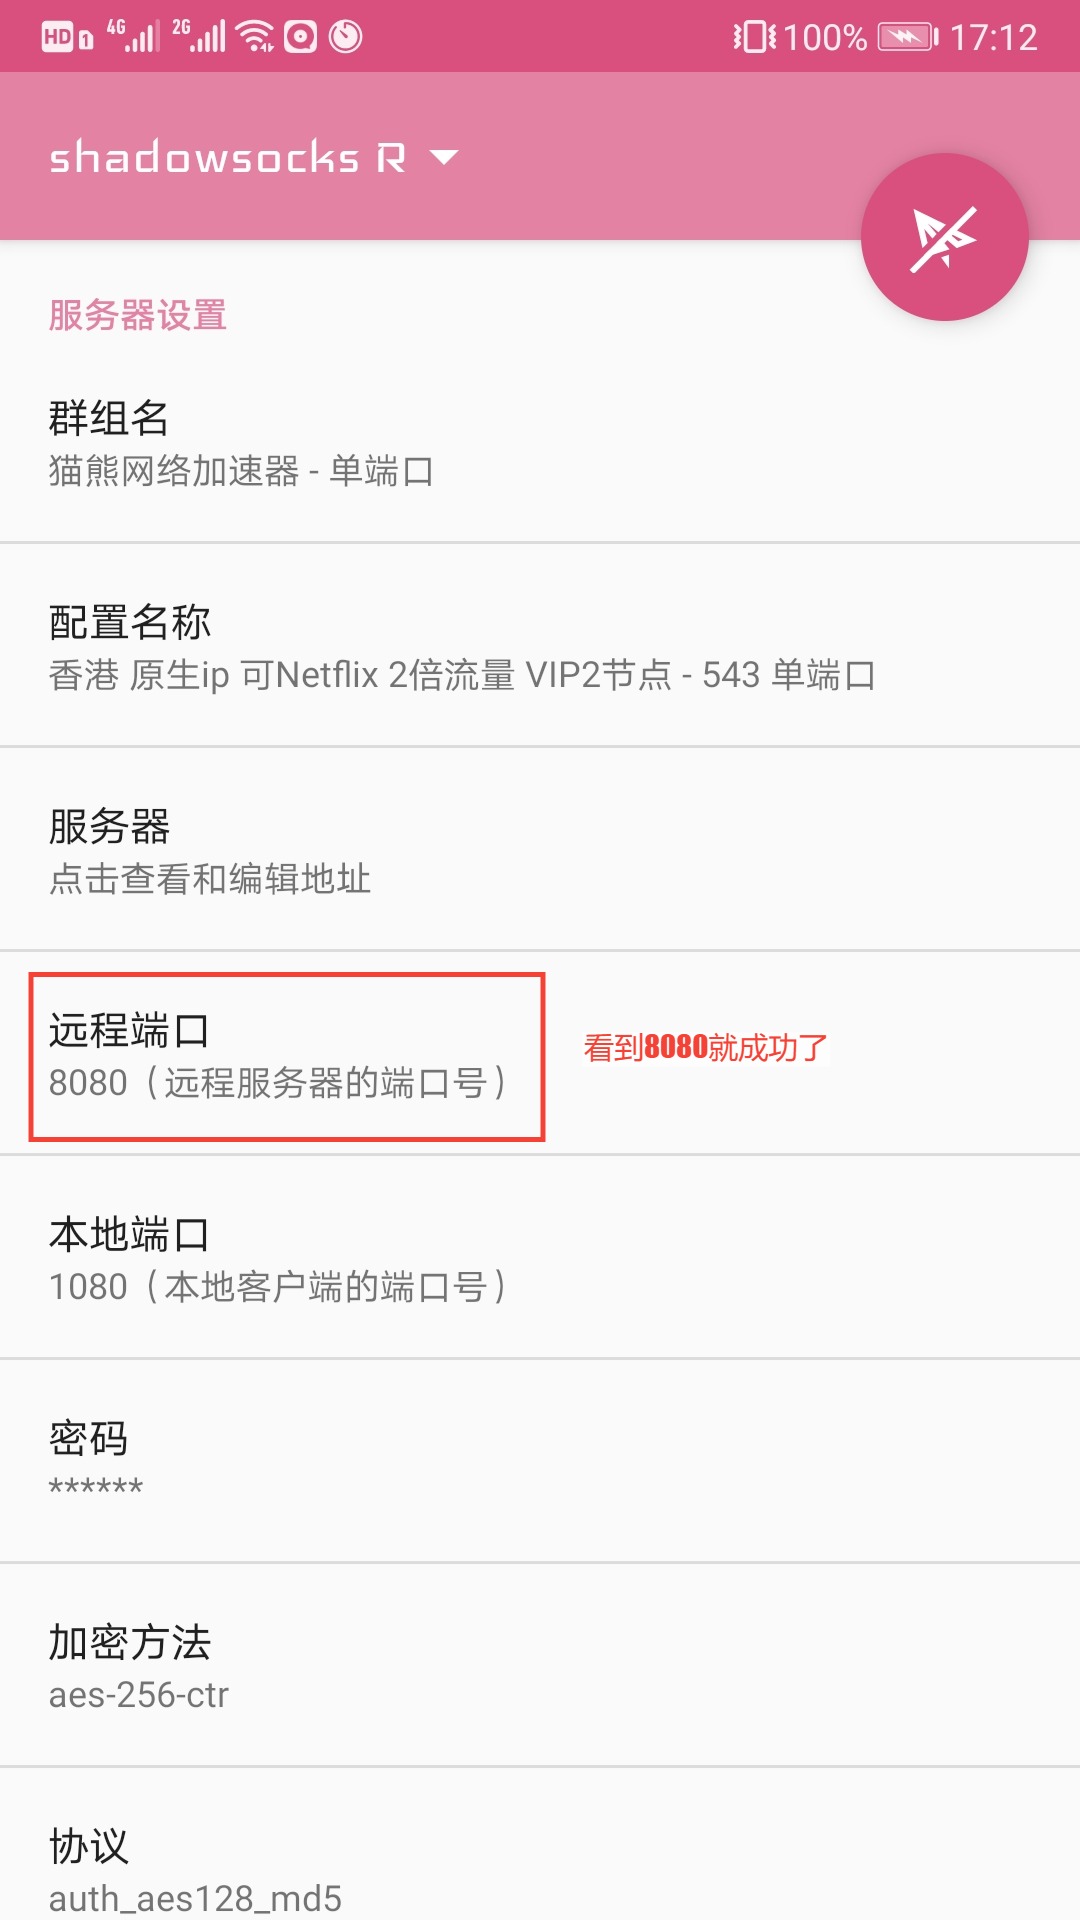 HD 1 4G 2G 100% 17:12
shadowsocks R
服务器设置
群组名
猫熊网络加速器 - 单端口
配置名称
香港 原生ip 可Netflix 2倍流量 VIP2节点 - 543 单端口
服务器
点击查看和编辑地址
远程端口
8080（远程服务器的端口号）
看到8080就成功了
本地端口
1080（本地客户端的端口号）
密码
******
加密方法
aes-256-ctr
协议
auth_aes128_md5